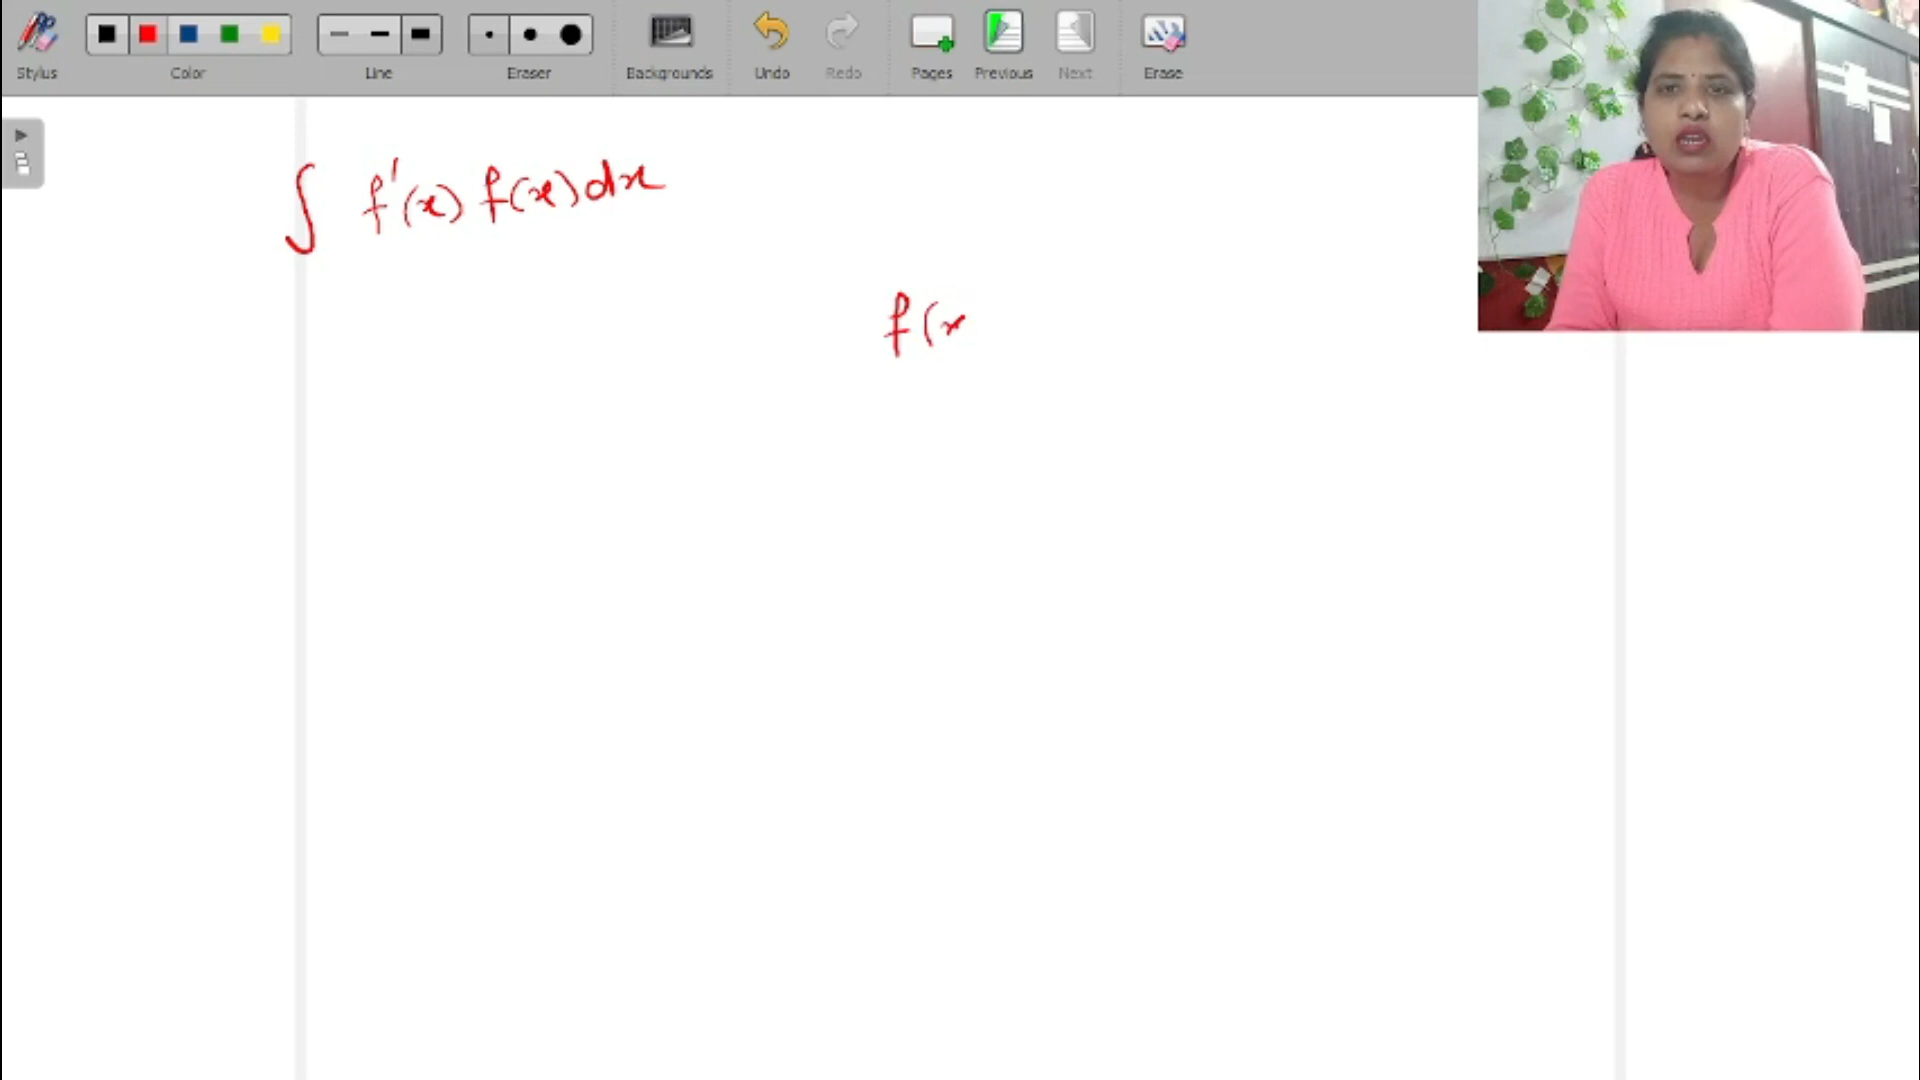 Stylus Color Line Eraser Backgrounds Undo Redo Pages Previous Next Erase
∫ f'(x) f(x) dx
f(x